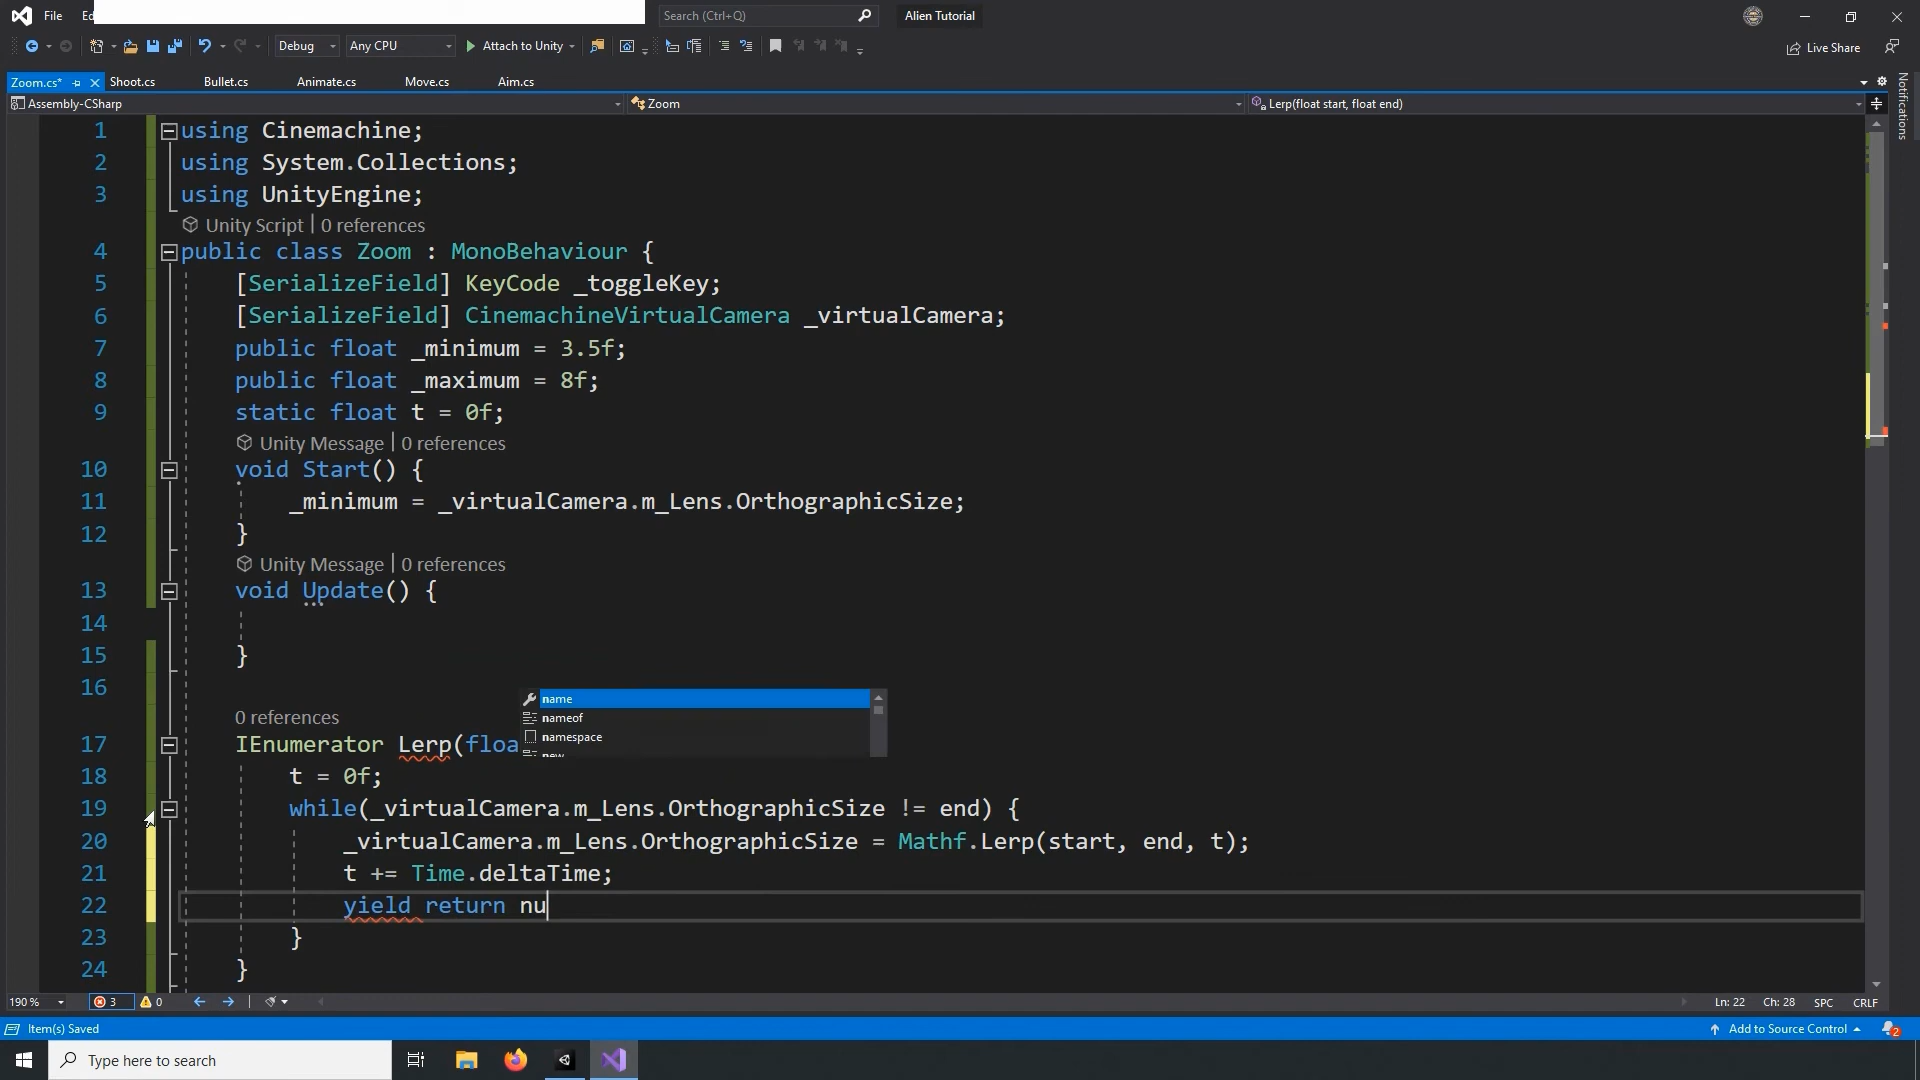 File Ed Search (Ctrl+Q) Alien Tutorial
Debug Any CPU Attach to Unity Live Share
Zoom.cs* Shoot.cs Bullet.cs Animate.cs Move.cs Aim.cs
Notifications
Assembly-CSharp Zoom Lerp(float start, float end)
1 using Cinemachine;
2 using System.Collections;
3 using UnityEngine;
Unity Script | 0 references
4 public class Zoom : MonoBehaviour {
5 [SerializeField] KeyCode _toggleKey;
6 [SerializeField] CinemachineVirtualCamera _virtualCamera;
7 public float _minimum = 3.5f;
8 public float _maximum = 8f;
9 static float t = 0f;
Unity Message | 0 references
10 void Start() {
11 _minimum = _virtualCamera.m_Lens.OrthographicSize;
12 }
Unity Message | 0 references
13 void Update() {
14
15 }
16
name
nameof
namespace
new
0 references
17 IEnumerator Lerp(floa
18 t = 0f;
19 while(_virtualCamera.m_Lens.OrthographicSize != end) {
20 _virtualCamera.m_Lens.OrthographicSize = Mathf.Lerp(start, end, t);
21 t += Time.deltaTime;
22 yield return nu
23 }
24 }
190 % 3 0 Ln: 22 Ch: 28 SPC CRLF
Item(s) Saved Add to Source Control 2
Type here to search